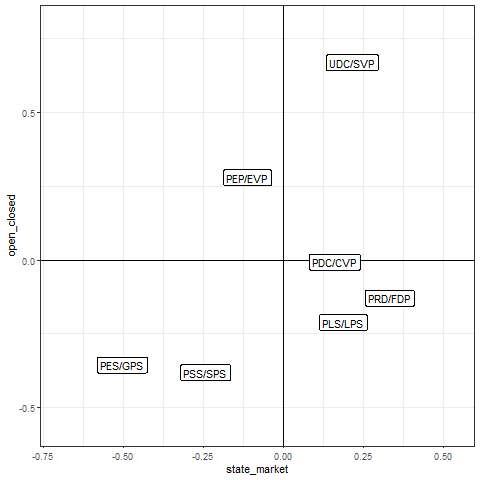 UDC/SVP
0.5
PEP/EVP
open_closed
0.0
PDC/CVP
PRD/FDP
PLS/LPS
PES/GPS
PSS/SPS
-0.5
-0.75 -0.50 -0.25 0.00 0.25 0.50
state_market